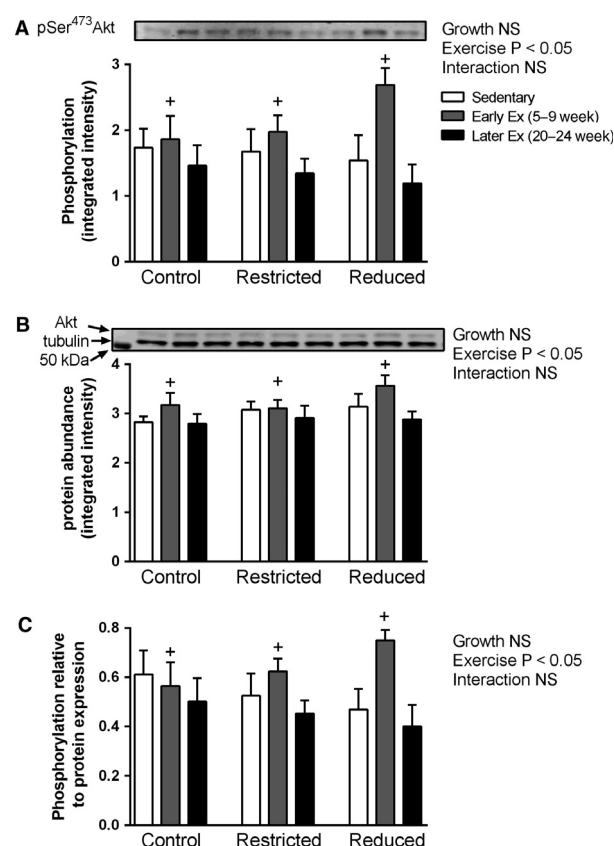 A pSer473Akt
Growth NS
Exercise P < 0.05
Interaction NS
Sedentary
Early Ex (5–9 week)
Later Ex (20–24 week)
Phosphorylation
(integrated intensity)
3
2
1
0
Control Restricted Reduced
+ + +
B Akt
tubulin
50 kDa
Growth NS
Exercise P < 0.05
Interaction NS
protein abundance
(integrated intensity)
4
3
2
1
0
+ + +
Control Restricted Reduced
C
Growth NS
Exercise P < 0.05
Interaction NS
Phosphorylation relative
to protein expression
0.8
0.6
0.4
0.2
0.0
+ + +
Control Restricted Reduced